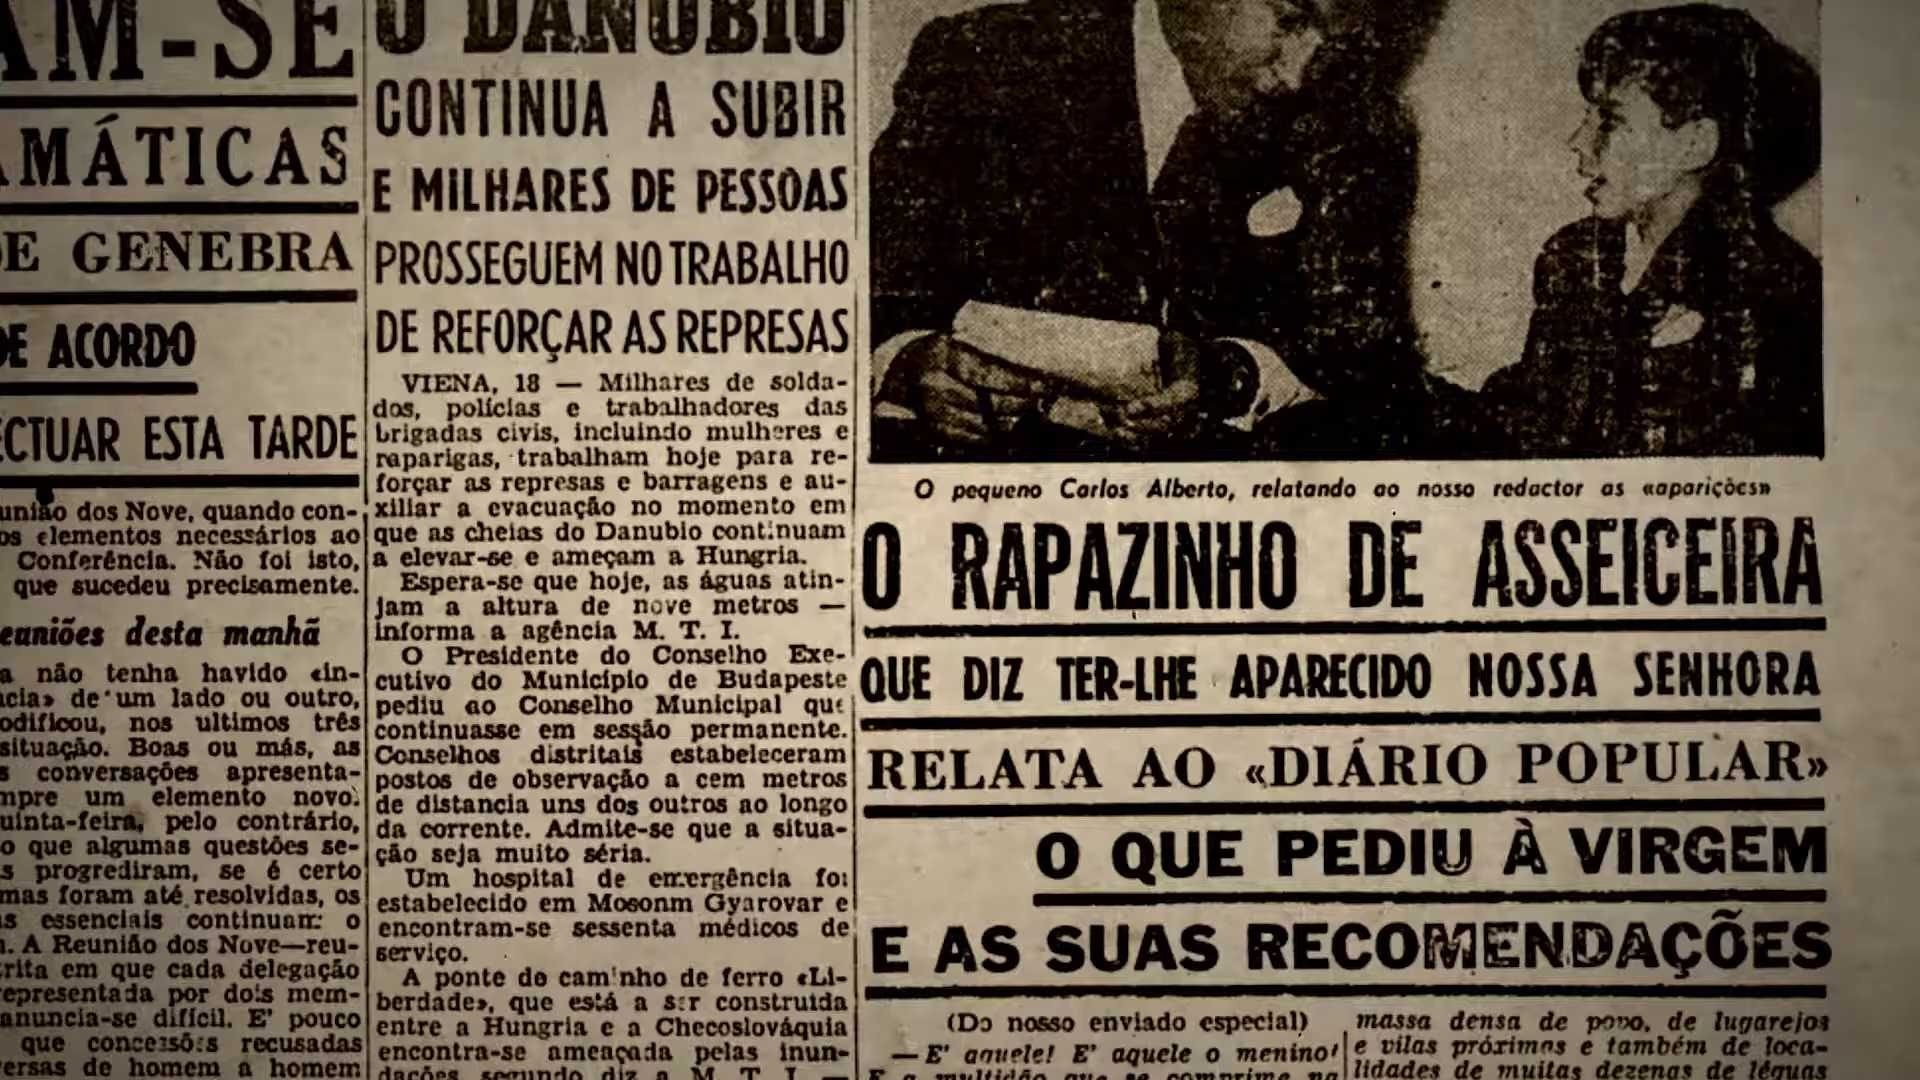 AM-SE
AMÁTICAS
DE GENEBRA
DE ACORDO
ECTUAR ESTA TARDE
união dos Nove, quando con-
os elementos necessários ao
Conferência. Não foi isto,
que sucedeu precisamente.
euniões desta manhã
a não tenha havido «in-
ncia» de um lado ou outro,
odificou, nos ultimos três
situação. Boas ou más, as
s conversações apresenta-
mpre um elemento novo.
uinta-feira, pelo contrário,
o que algumas questões se-
s progrediram, se é certo
mas foram até resolvidas, os
s essenciais continuam: o
. A Reunião dos Nove—reu-
rita em que cada delegação
epresentada por dois mem-
anuncia-se difícil. E' pouco
que concessões recusadas
ersas de homem a homem
O DANÚBIO
CONTINUA A SUBIR
E MILHARES DE PESSOAS
PROSSEGUEM NO TRABALHO
DE REFORÇAR AS REPRESAS
VIENA, 18 — Milhares de solda-
dos, polícias e trabalhadores das
brigadas civis, incluindo mulheres e
raparigas, trabalham hoje para re-
forçar as represas e barragens e au-
xiliar a evacuação no momento em
que as cheias do Danubio continuam
a elevar-se e ameçam a Hungria.
Espera-se que hoje, as águas atin-
jam a altura de nove metros —
informa a agência M. T. I.
O Presidente do Conselho Exe-
cutivo do Município de Budapeste
pediu ao Conselho Municipal que
continuasse em sessão permanente.
Conselhos distritais estabeleceram
postos de observação a cem metros
de distancia uns dos outros ao longo
da corrente. Admite-se que a situa-
ção seja muito séria.
Um hospital de emergência foi
estabelecido em Mosonm Gyarovar e
encontram-se sessenta médicos de
serviço.
A ponte do caminho de ferro «Li-
berdade», que está a ser construida
entre a Hungria e a Checoslováquia
encontra-se ameaçada pelas inun-
dações, segundo diz a M. T. I. —
O pequeno Carlos Alberto, relatando ao nosso redactor as «aparições»
O RAPAZINHO DE ASSEICEIRA
QUE DIZ TER-LHE APARECIDO NOSSA SENHORA
RELATA AO «DIÁRIO POPULAR»
O QUE PEDIU À VIRGEM
E AS SUAS RECOMENDAÇÕES
(Do nosso enviado especial)
— E' aquele! E' aquele o menino!
E a multidão que se comprime na
massa densa de povo, de lugarejos
e vilas próximas e também de loca-
lidades de muitas dezenas de léguas